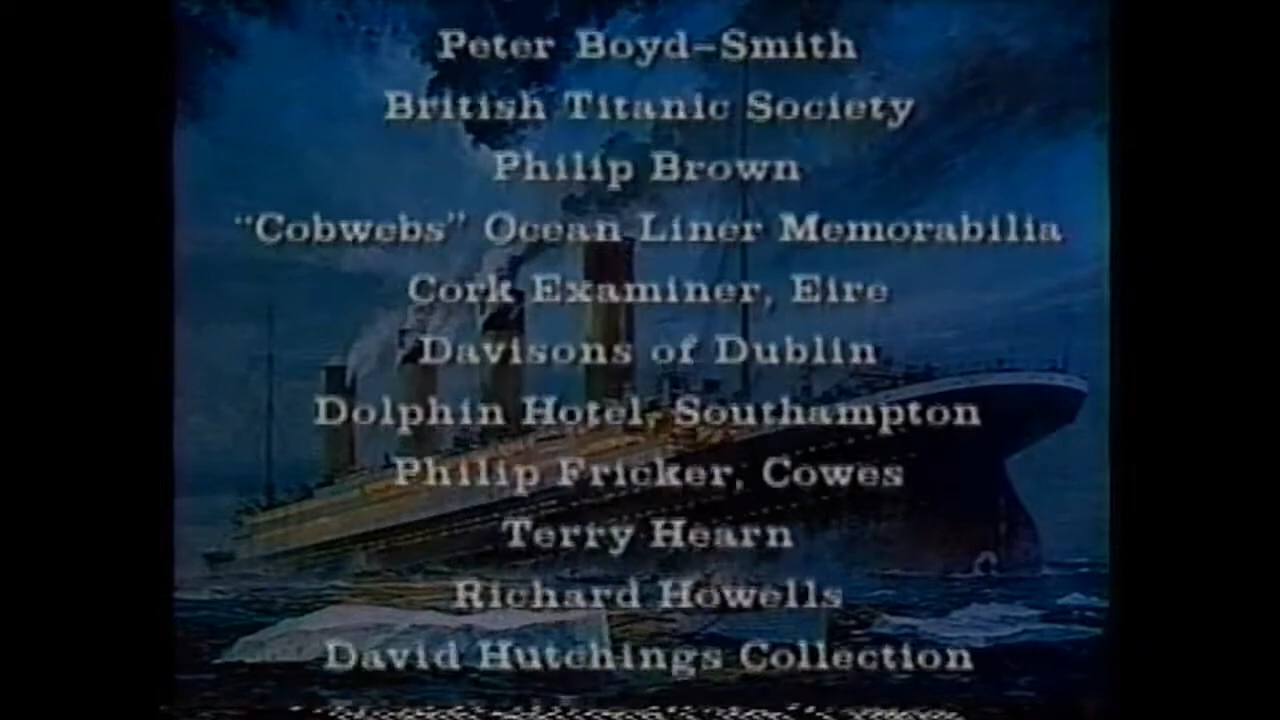 Peter Boyd-Smith
British Titanic Society
Philip Brown
“Cobwebs” Ocean Liner Memorabilia
Cork Examiner, Eire
Davisons of Dublin
Dolphin Hotel, Southampton
Philip Fricker, Cowes
Terry Hearn
Richard Howells
David Hutchings Collection